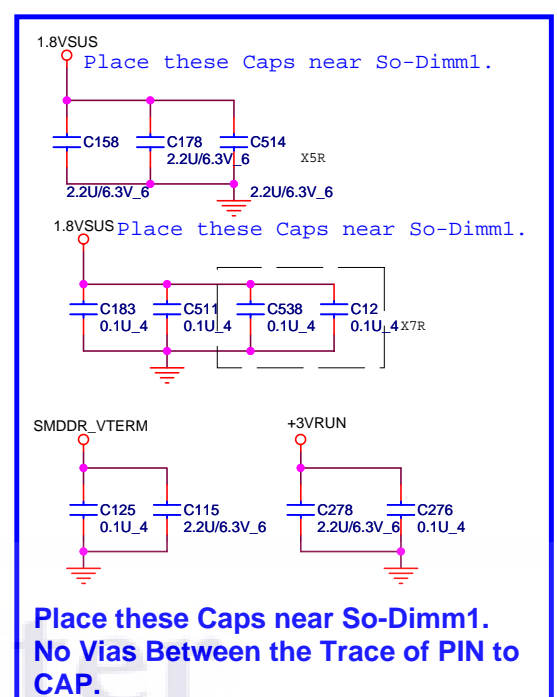 1.8VSUS
Place these Caps near So-Dimm1.
C158 C178 C514
2.2U/6.3V_6 X5R
2.2U/6.3V_6 2.2U/6.3V_6
1.8VSUS Place these Caps near So-Dimm1.
C183 C511 C538 C12
0.1U_4 0.1U_4 0.1U_4 0.1U_4 X7R
SMDDR_VTERM +3VRUN
C125 C115 C278 C276
0.1U_4 2.2U/6.3V_6 2.2U/6.3V_6 0.1U_4
Place these Caps near So-Dimm1.
No Vias Between the Trace of PIN to
CAP.